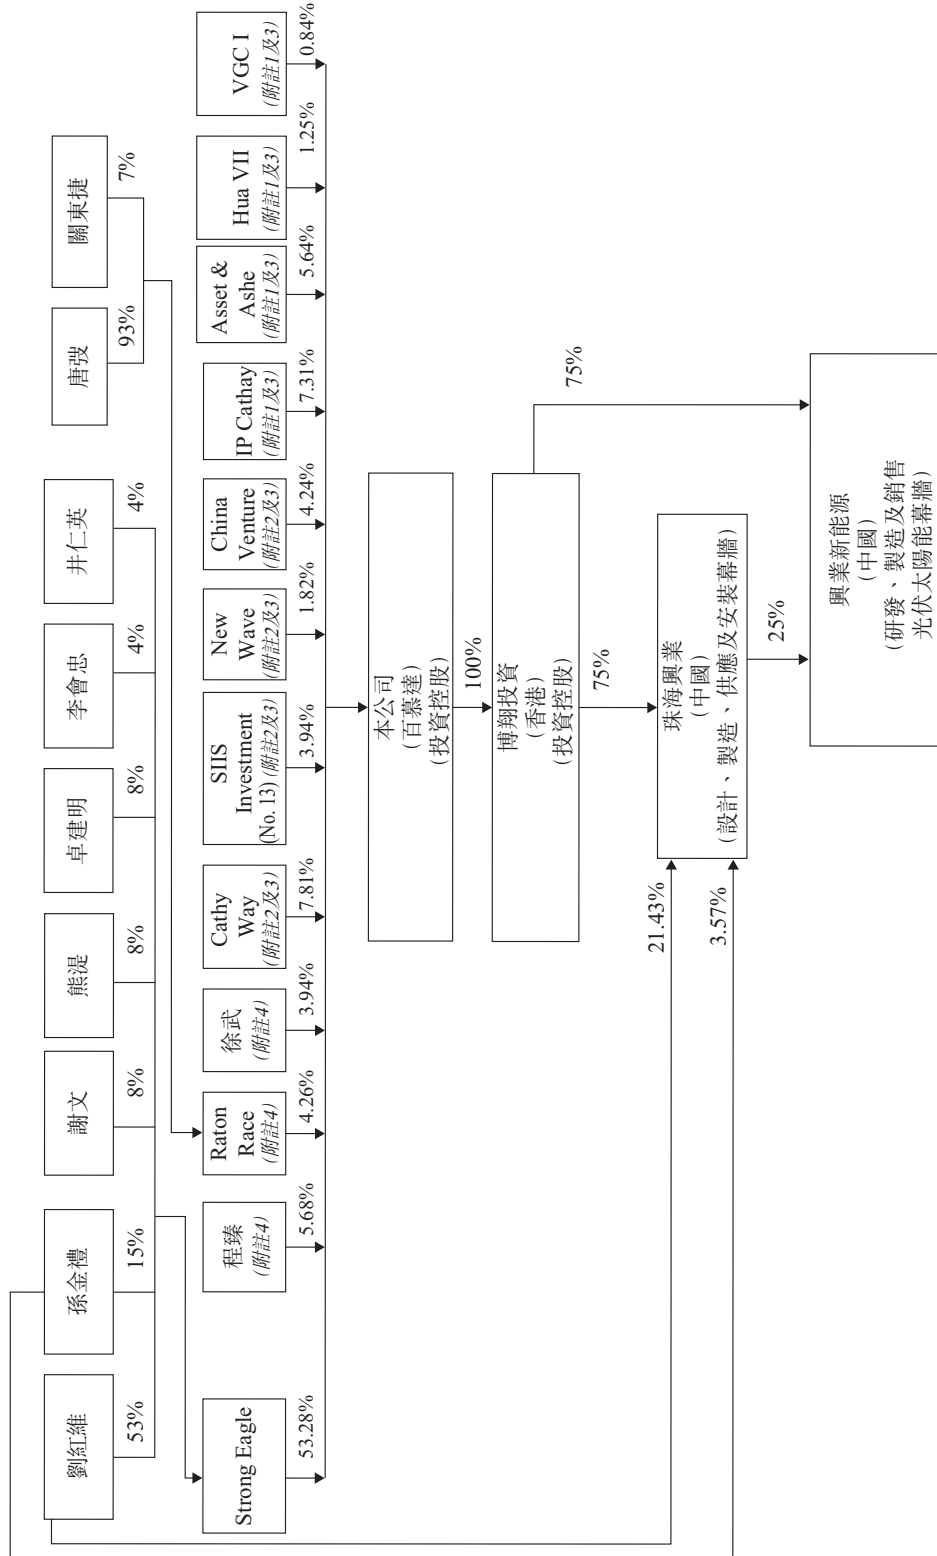 劉紅維
孫金禮
謝文
熊湜
卓建明
李會忠
井仁英
唐弢
關東捷
53%
15%
8%
8%
8%
4%
4%
93%
7%
Strong Eagle
程臻
(附註4)
Raton
Race
(附註4)
徐武
(附註4)
Cathy
Way
(附註2及3)
SIIS
Investment
(No. 13) (附註2及3)
New
Wave
(附註2及3)
China
Venture
(附註2及3)
IP Cathay
(附註1及3)
Asset &
Ashe
(附註1及3)
Hua VII
(附註1及3)
VGC I
(附註1及3)
53.28%
5.68%
4.26%
3.94%
7.81%
3.94%
1.82%
4.24%
7.31%
5.64%
1.25%
0.84%
本公司
(百慕達)
(投資控股)
100%
博翔投資
(香港)
(投資控股)
75%
75%
21.43%
3.57%
珠海興業
(中國)
(設計、製造、供應及安裝幕牆)
25%
興業新能源
(中國)
(研發、製造及銷售
光伏太陽能幕牆)